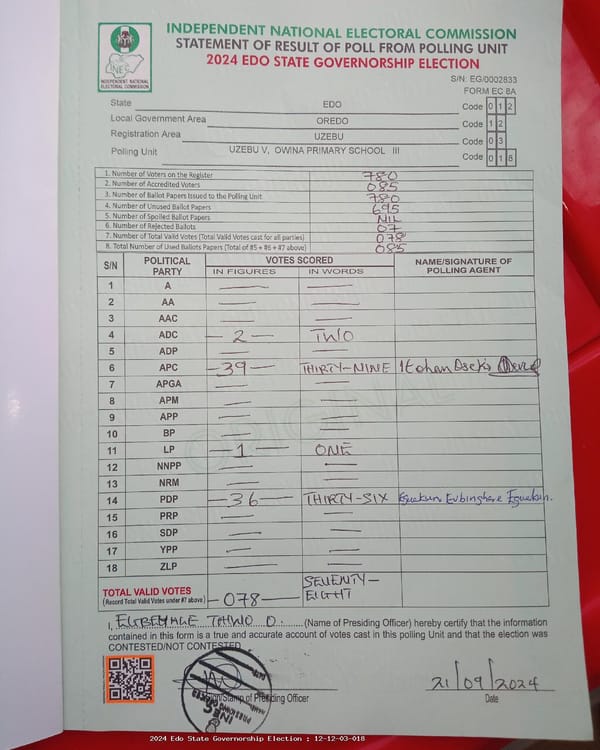 INDEPENDENT NATIONAL ELECTORAL COMMISSION
STATEMENT OF RESULT OF POLL FROM POLLING UNIT
2024 EDO STATE GOVERNORSHIP ELECTION
INEC
INDEPENDENT NATIONAL
ELECTORAL COMMISSION
S/N: EG/0002833
FORM EC 8A
State EDO Code 0 1 2
Local Government Area OREDO Code 1 2
Registration Area UZEBU Code 0 3
Polling Unit UZEBU V, OWINA PRIMARY SCHOOL III Code 0 1 8
1. Number of Voters on the Register 780
2. Number of Accredited Voters 085
3. Number of Ballot Papers Issued to the Polling Unit 780
4. Number of Unused Ballot Papers 695
5. Number of Spoiled Ballot Papers NIL
6. Number of Rejected Ballots 07
7. Number of Total Valid Votes (Total Valid Votes cast for all parties) 078
8. Total Number of Used Ballots Papers (Total of #5 + #6 + #7 above) 085
S/N POLITICAL PARTY VOTES SCORED NAME/SIGNATURE OF POLLING AGENT
IN FIGURES IN WORDS
1 A
2 AA
3 AAC
4 ADC - 2 - TWO
5 ADP
6 APC - 39 - THIRTY-NINE Itohan Oseko
7 APGA
8 APM
9 APP
10 BP
11 LP - 1 - ONE
12 NNPP
13 NRM
14 PDP - 36 - THIRTY-SIX
15 PRP
16 SDP
17 YPP
18 ZLP
TOTAL VALID VOTES - 078 - SEVENTY-
(Record Total Valid Votes under #7 above) EIGHT
I, TAIWO O. (Name of Presiding Officer) hereby certify that the information
contained in this form is a true and accurate account of votes cast in this polling Unit and that the election was
CONTESTED/NOT CONTESTED
Stamp of Presiding Officer
21/09/2024
Date
2024 Edo State Governorship Election : 12-12-03-018